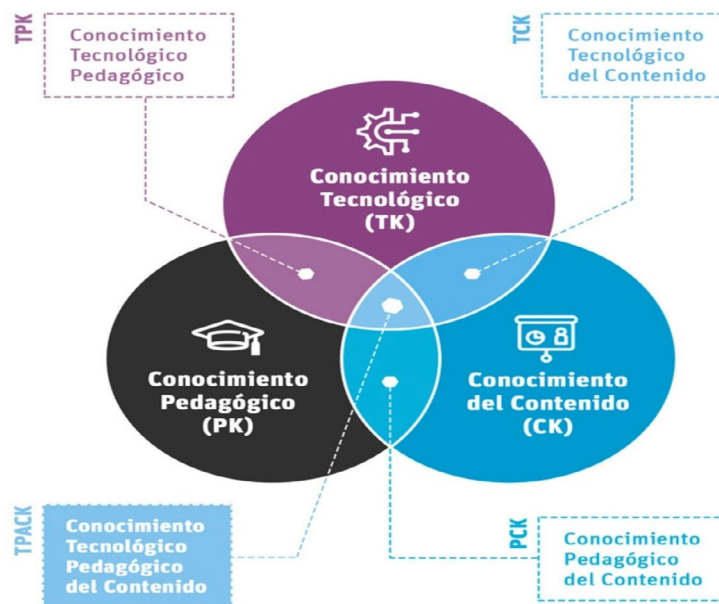 TPK
Conocimiento
Tecnológico
Pedagógico
TCK
Conocimiento
Tecnológico
del Contenido
Conocimiento
Tecnológico
(TK)
Conocimiento
Pedagógico
(PK)
Conocimiento
del Contenido
(CK)
TPACK
Conocimiento
Tecnológico
Pedagógico
del Contenido
PCK
Conocimiento
Pedagógico
del Contenido